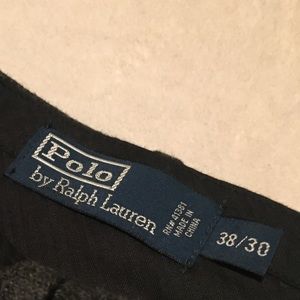 Polo
by Ralph Lauren
RN# 41381
MADE IN
CHINA
38/30